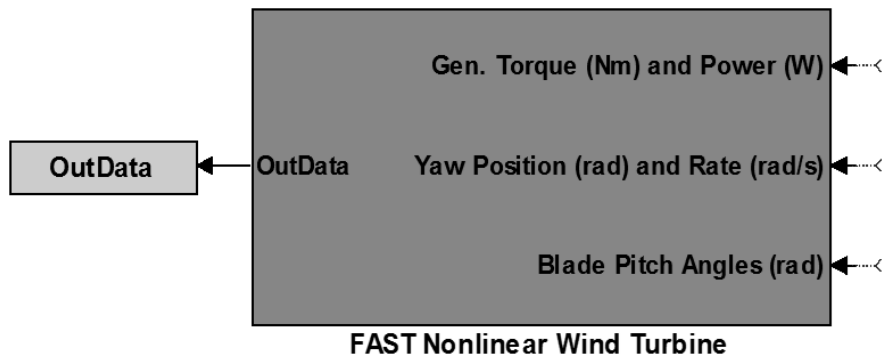 Gen. Torque (Nm) and Power (W)
OutData
OutData
Yaw Position (rad) and Rate (rad/s)
Blade Pitch Angles (rad)
FAST Nonlinear Wind Turbine